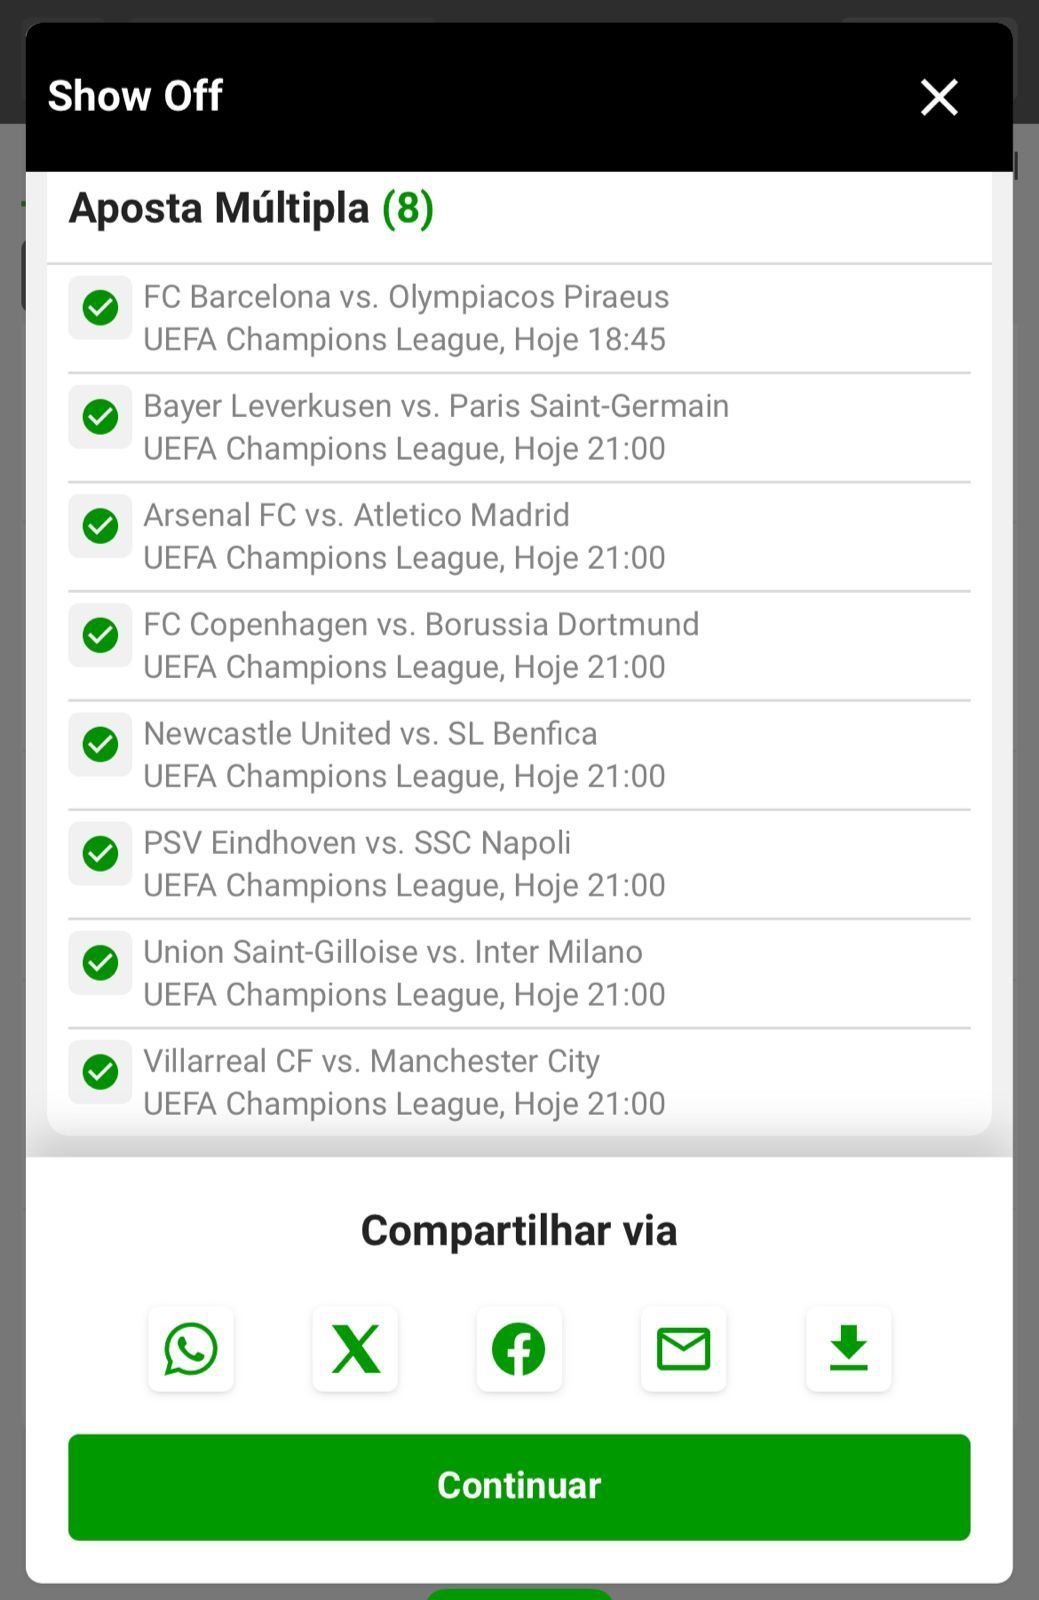 Show Off
Aposta Múltipla (8)
FC Barcelona vs. Olympiacos Piraeus
UEFA Champions League, Hoje 18:45
Bayer Leverkusen vs. Paris Saint-Germain
UEFA Champions League, Hoje 21:00
Arsenal FC vs. Atletico Madrid
UEFA Champions League, Hoje 21:00
FC Copenhagen vs. Borussia Dortmund
UEFA Champions League, Hoje 21:00
Newcastle United vs. SL Benfica
UEFA Champions League, Hoje 21:00
PSV Eindhoven vs. SSC Napoli
UEFA Champions League, Hoje 21:00
Union Saint-Gilloise vs. Inter Milano
UEFA Champions League, Hoje 21:00
Villarreal CF vs. Manchester City
UEFA Champions League, Hoje 21:00
Compartilhar via
Continuar